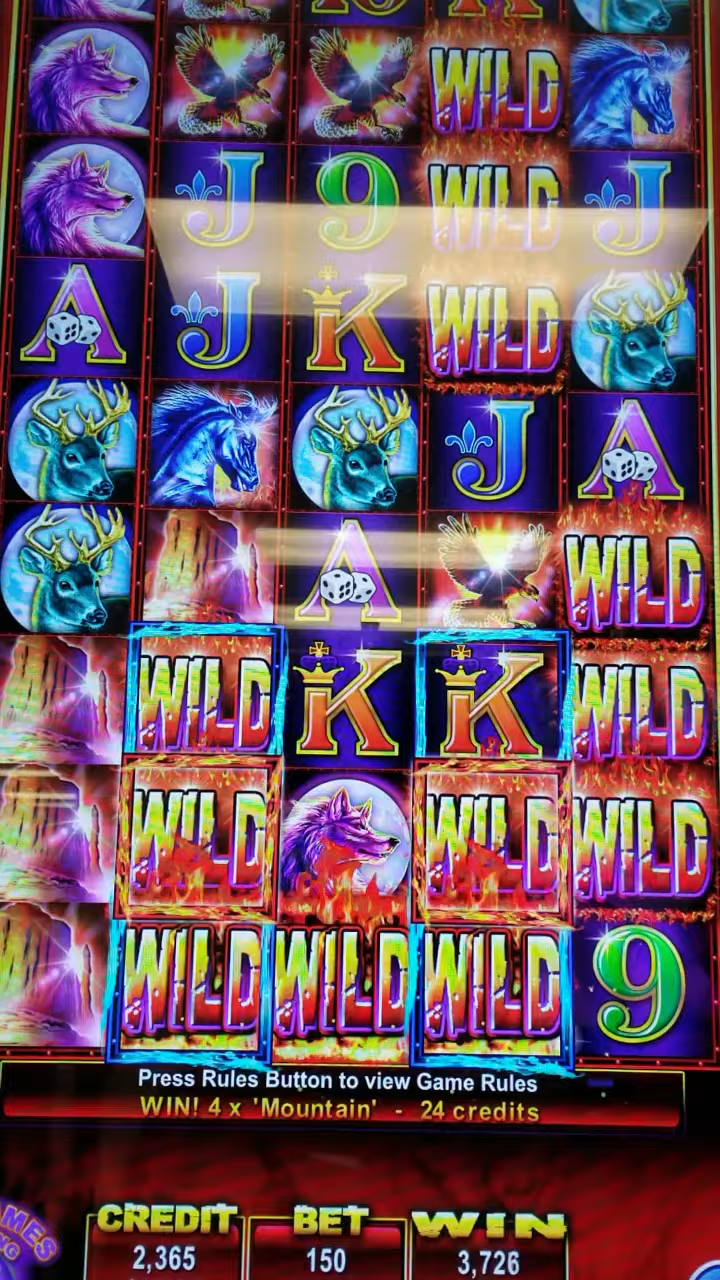 WILD
J 9 WILD J
A J K WILD
J A
A WILD
WILD K K WILD
WILD WILD WILD
WILD WILD WILD 9
Press Rules Button to view Game Rules
WIN! 4 x 'Mountain' - 24 credits
CREDIT BET WIN
2,365 150 3,726